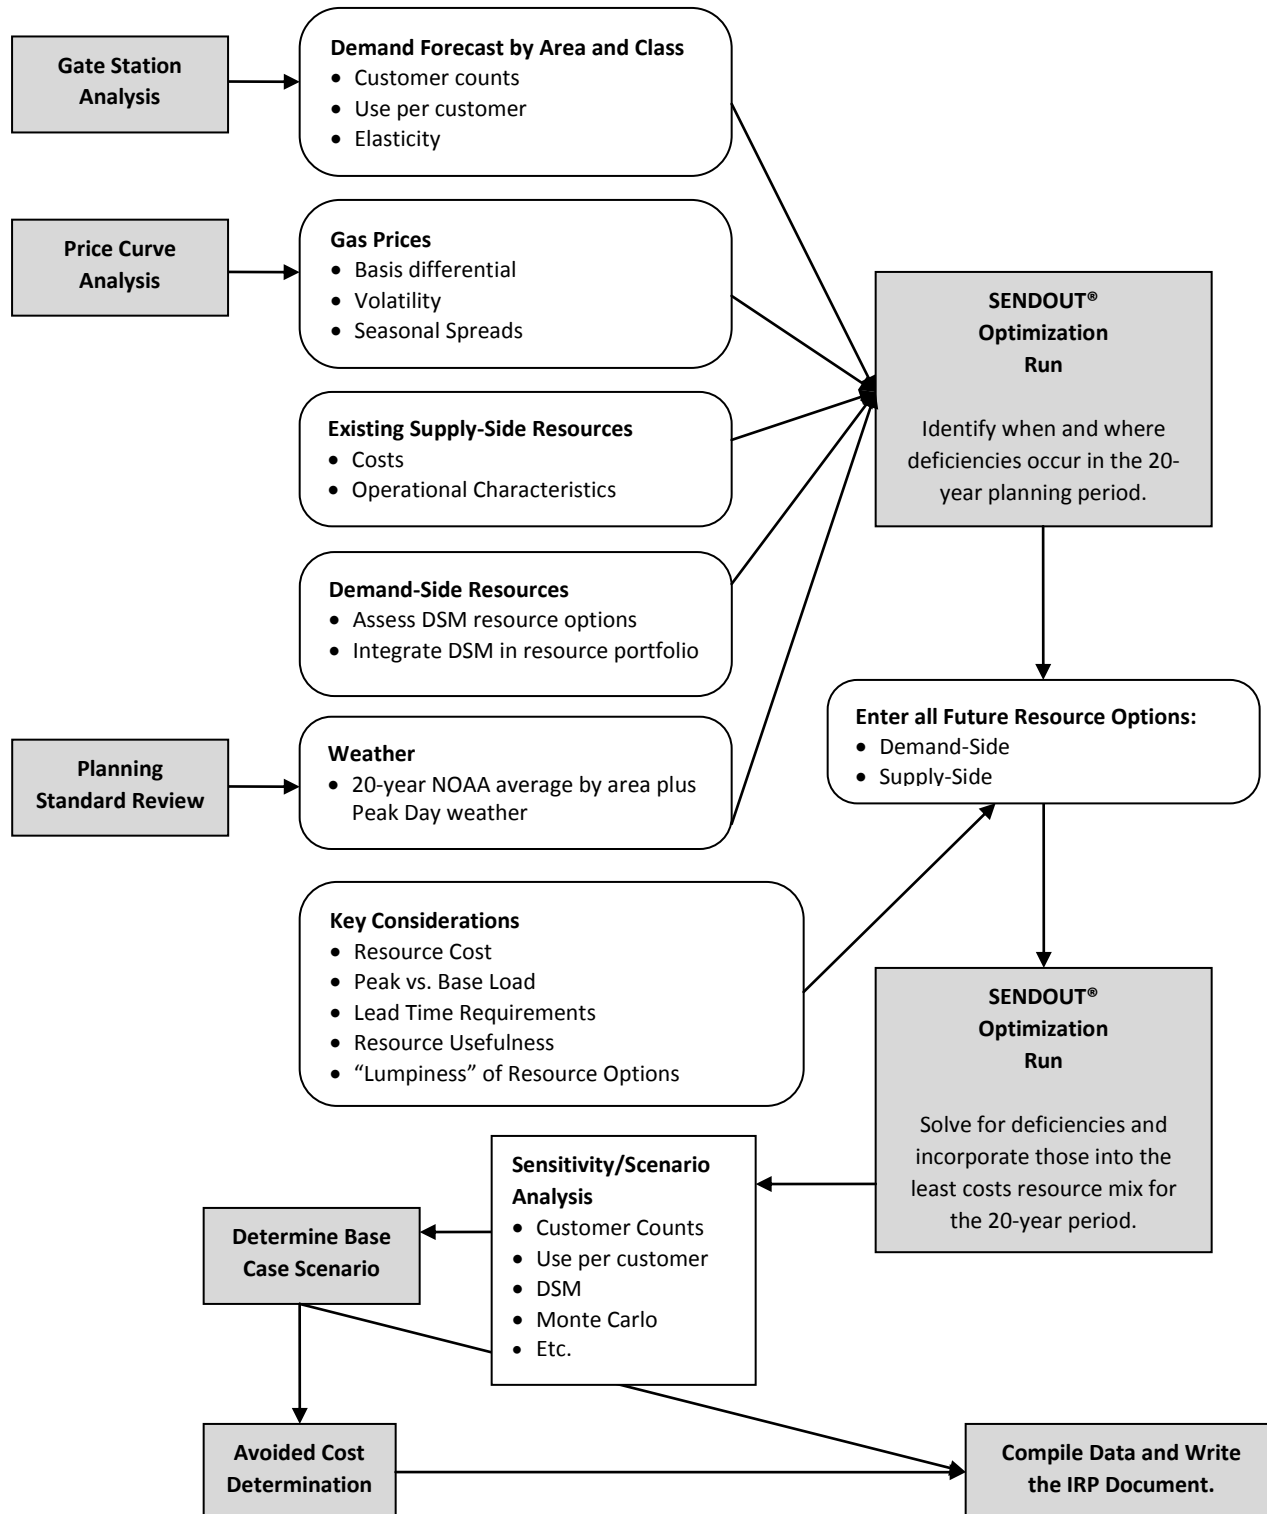 Gate Station
Analysis
Demand Forecast by Area and Class
• Customer counts
• Use per customer
• Elasticity
Price Curve
Analysis
Gas Prices
• Basis differential
• Volatility
• Seasonal Spreads
SENDOUT®
Optimization
Run
Identify when and where
deficiencies occur in the 20-
year planning period.
Existing Supply-Side Resources
• Costs
• Operational Characteristics
Demand-Side Resources
• Assess DSM resource options
• Integrate DSM in resource portfolio
Planning
Standard Review
Weather
• 20-year NOAA average by area plus
Peak Day weather
Enter all Future Resource Options:
• Demand-Side
• Supply-Side
Key Considerations
• Resource Cost
• Peak vs. Base Load
• Lead Time Requirements
• Resource Usefulness
• “Lumpiness” of Resource Options
SENDOUT®
Optimization
Run
Solve for deficiencies and
incorporate those into the
least costs resource mix for
the 20-year period.
Sensitivity/Scenario
Analysis
• Customer Counts
• Use per customer
• DSM
• Monte Carlo
• Etc.
Determine Base
Case Scenario
Avoided Cost
Determination
Compile Data and Write
the IRP Document.